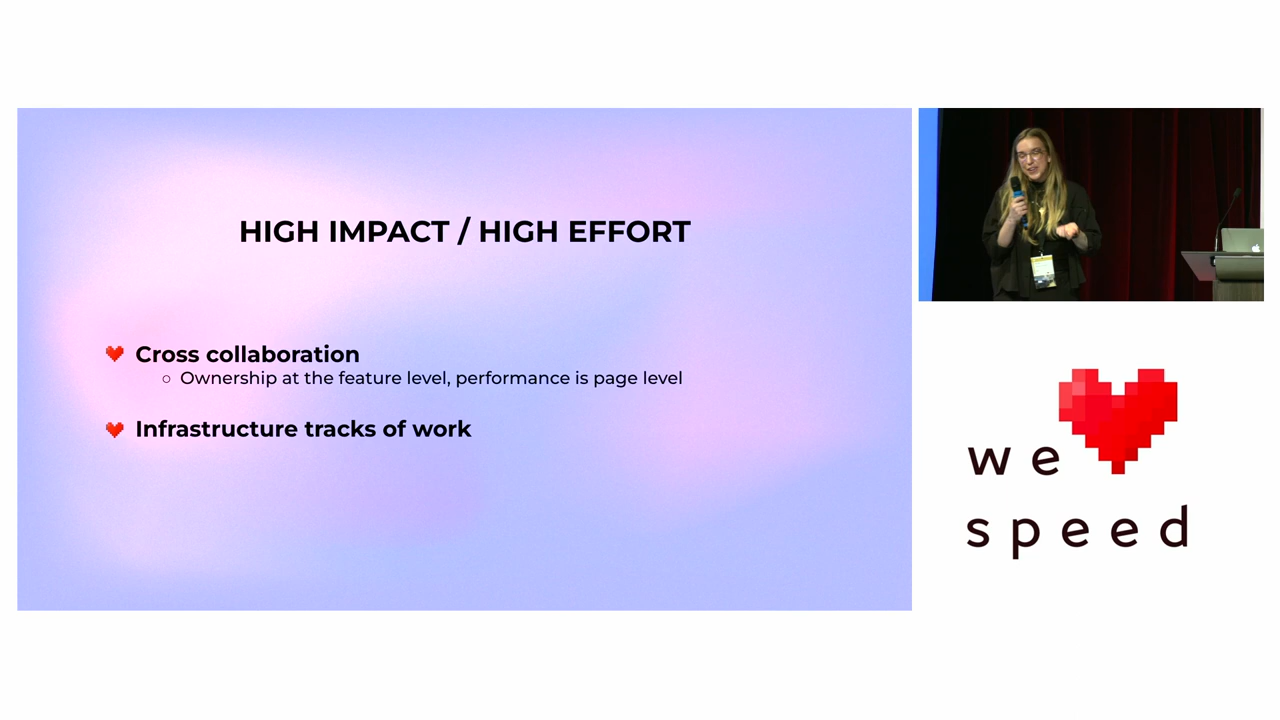 HIGH IMPACT / HIGH EFFORT
Cross collaboration
Ownership at the feature level, performance is page level
Infrastructure tracks of work
we
speed